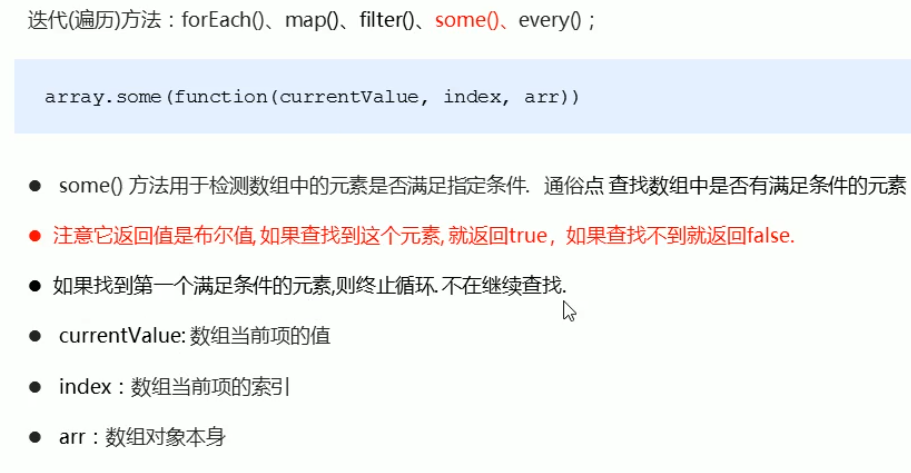 迭代(遍历)方法：forEach()、map()、filter()、some()、every()；
array.some(function(currentValue, index, arr))
● some() 方法用于检测数组中的元素是否满足指定条件. 通俗点 查找数组中是否有满足条件的元素
● 注意它返回值是布尔值, 如果查找到这个元素, 就返回true，如果查找不到就返回false.
● 如果找到第一个满足条件的元素,则终止循环. 不在继续查找.
● currentValue: 数组当前项的值
● index：数组当前项的索引
● arr：数组对象本身